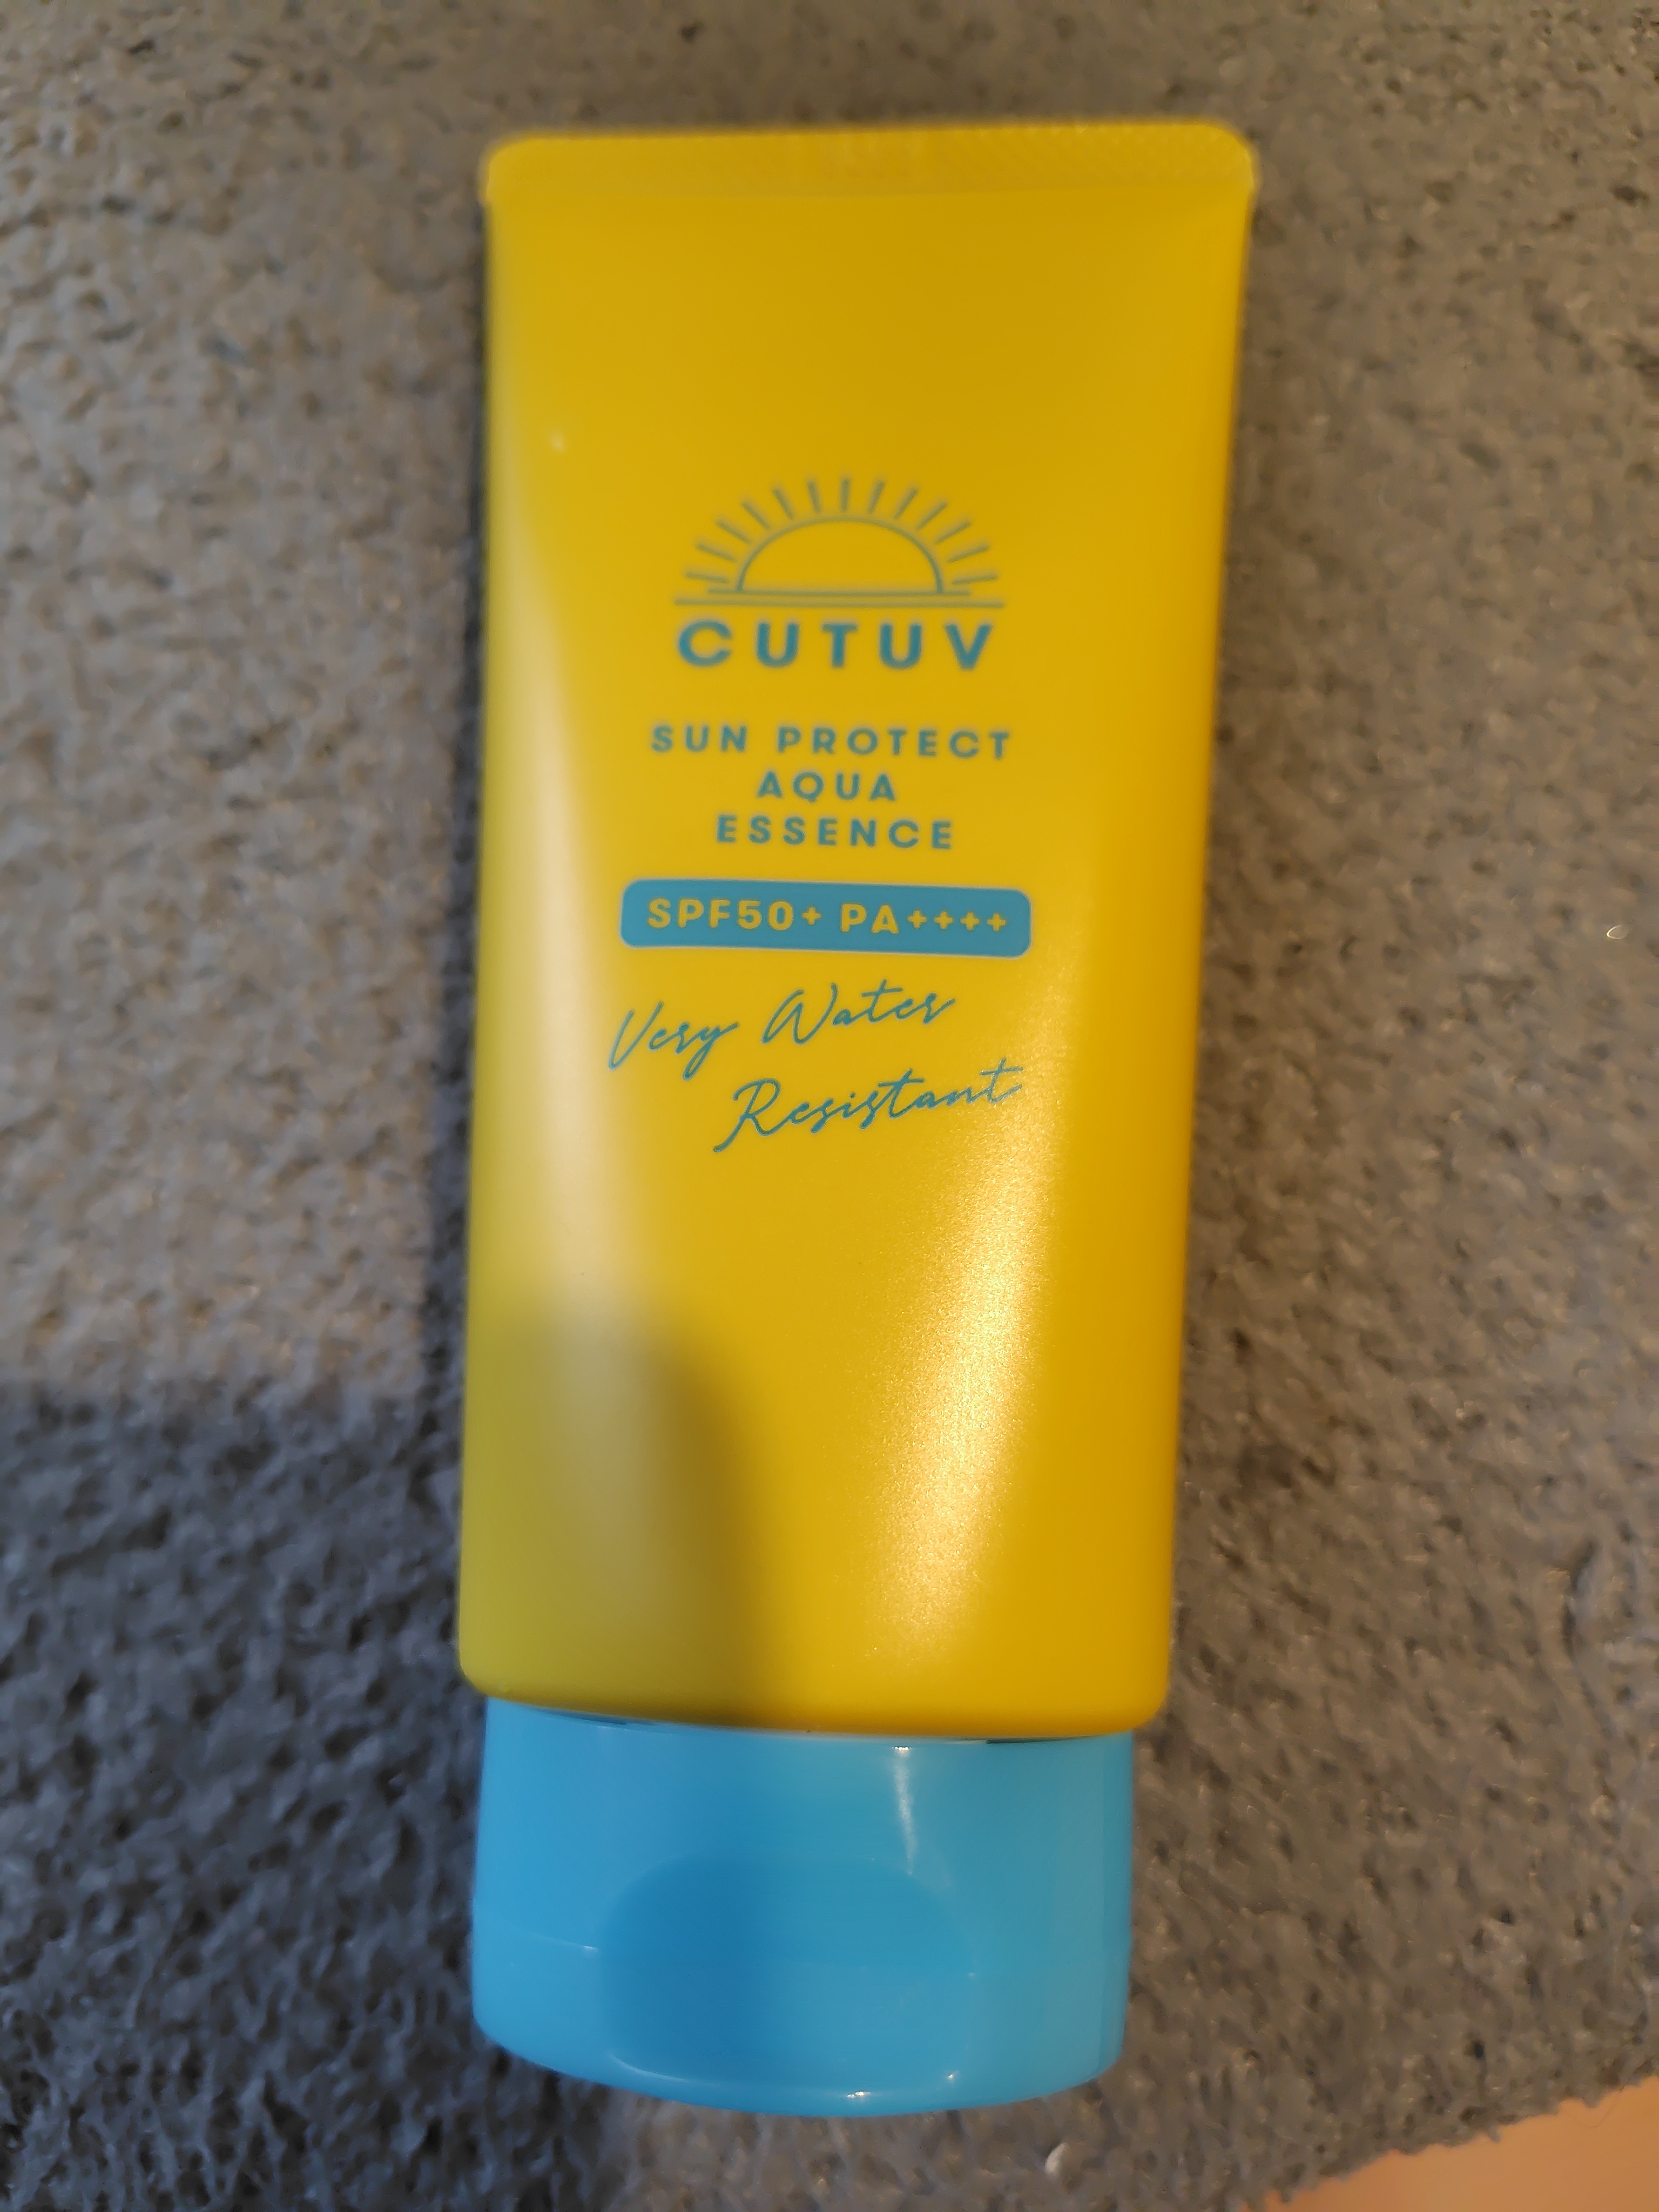 CUTUV
SUN PROTECT
AQUA
ESSENCE
SPF50+ PA++++
Very Water
Resistant